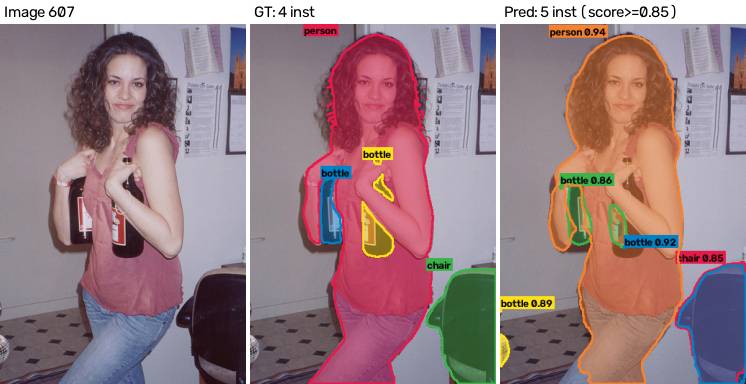 Image 607
GT: 4 inst
Pred: 5 inst (score>=0.85)
person
bottle
bottle
chair
person 0.94
bottle 0.86
bottle 0.92
chair 0.85
bottle 0.89